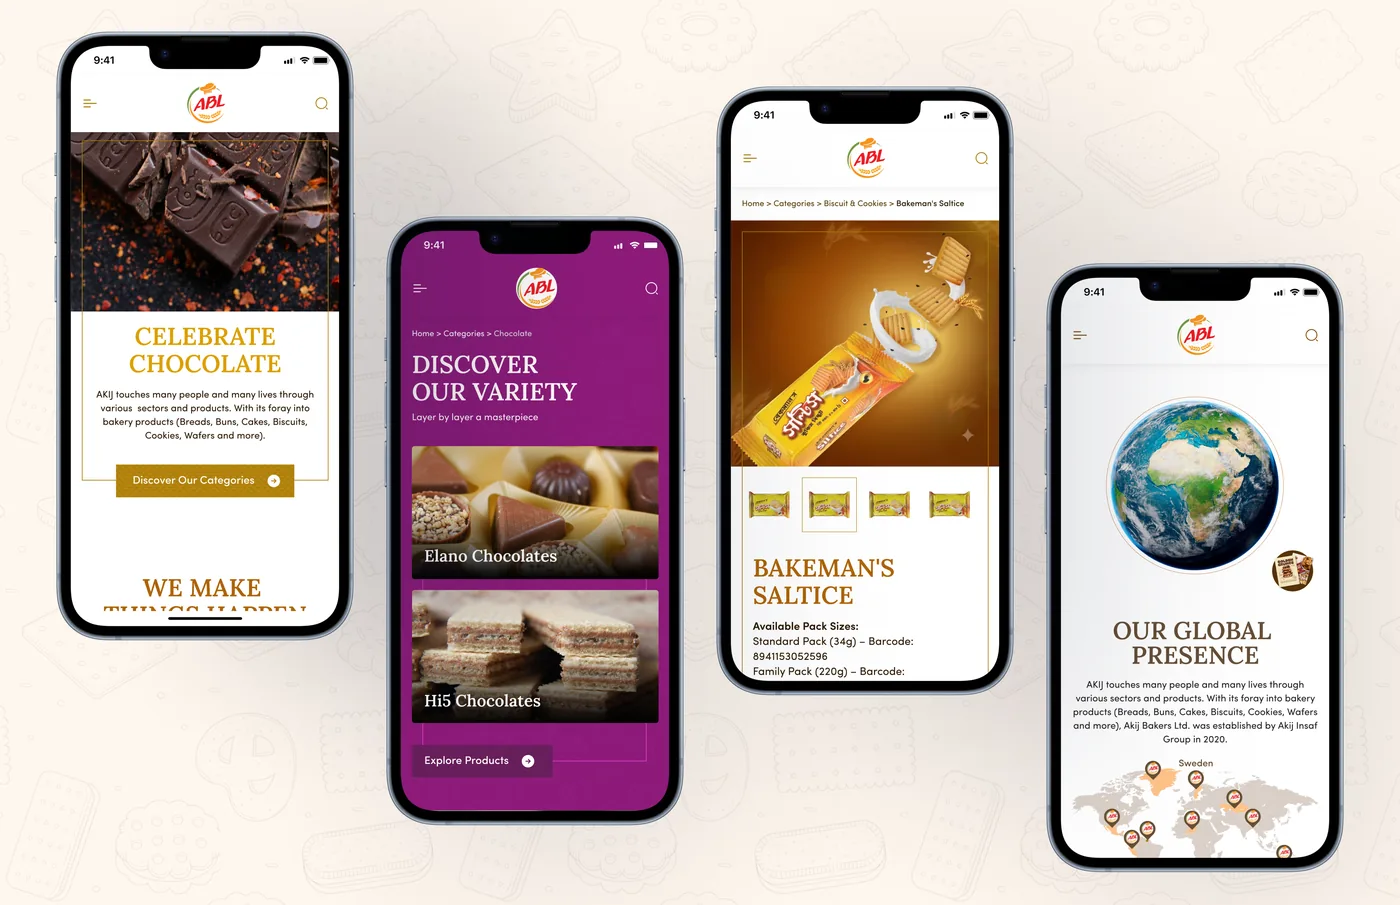 9:41
ABL
CELEBRATE
CHOCOLATE
AKIJ touches many people and many lives through
various sectors and products. With its foray into
bakery products (Breads, Buns, Cakes, Biscuits,
Cookies, Wafers and more).
Discover Our Categories
WE MAKE
THINGS HAPPEN
9:41
ABL
Home > Categories > Chocolate
DISCOVER
OUR VARIETY
Layer by layer a masterpiece
Elano Chocolates
Hi5 Chocolates
Explore Products
9:41
ABL
Home > Categories > Biscuit & Cookies > Bakeman's Saltice
সল্টিস
BAKEMAN'S
SALTICE
Available Pack Sizes:
Standard Pack (34g) – Barcode:
8941153052596
Family Pack (220g) – Barcode:
9:41
ABL
OUR GLOBAL
PRESENCE
AKIJ touches many people and many lives through
various sectors and products. With its foray into bakery
products (Breads, Buns, Cakes, Biscuits, Cookies, Wafers
and more), Akij Bakers Ltd. was established by Akij Insaf
Group in 2020.
Sweden